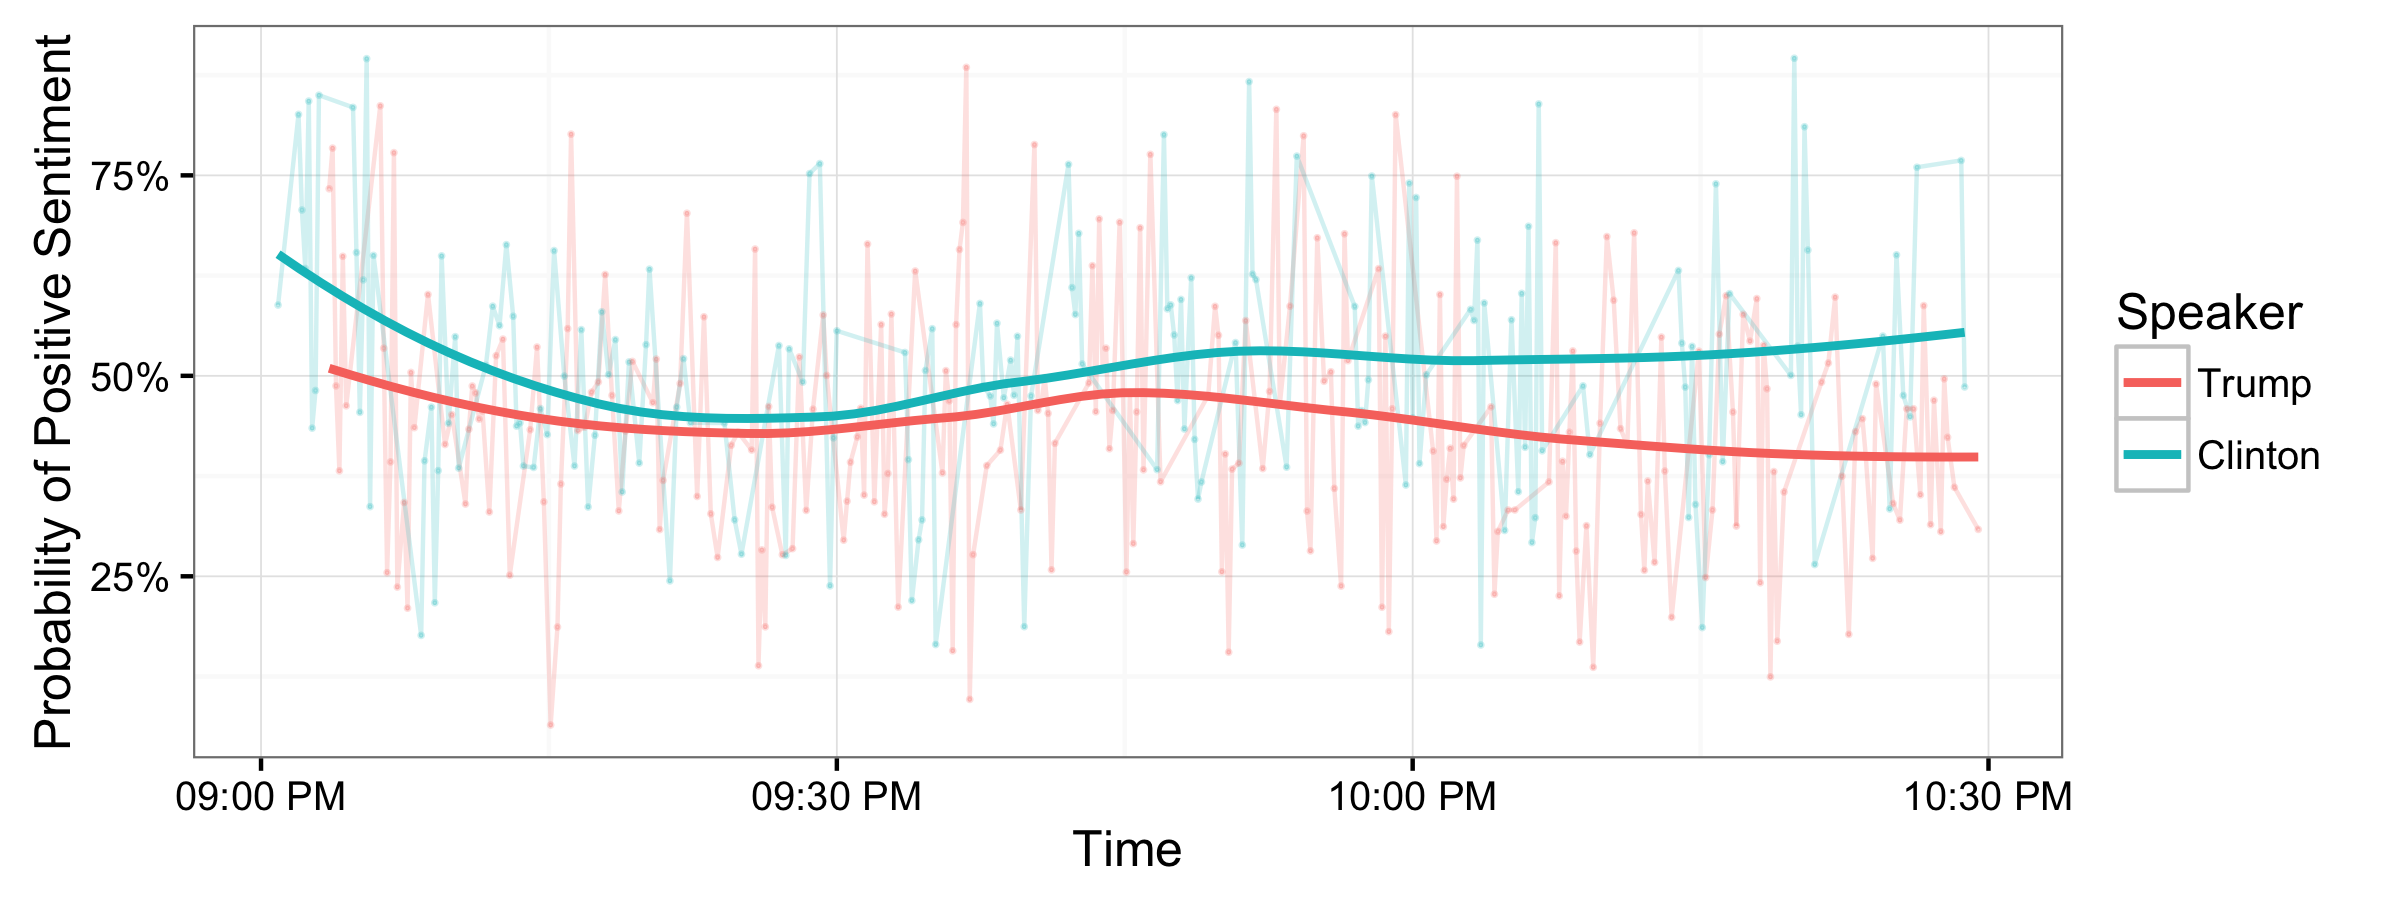 Probability of Positive Sentiment
75%
50%
25%
09:00 PM
09:30 PM
10:00 PM
10:30 PM
Time
Speaker
Trump
Clinton